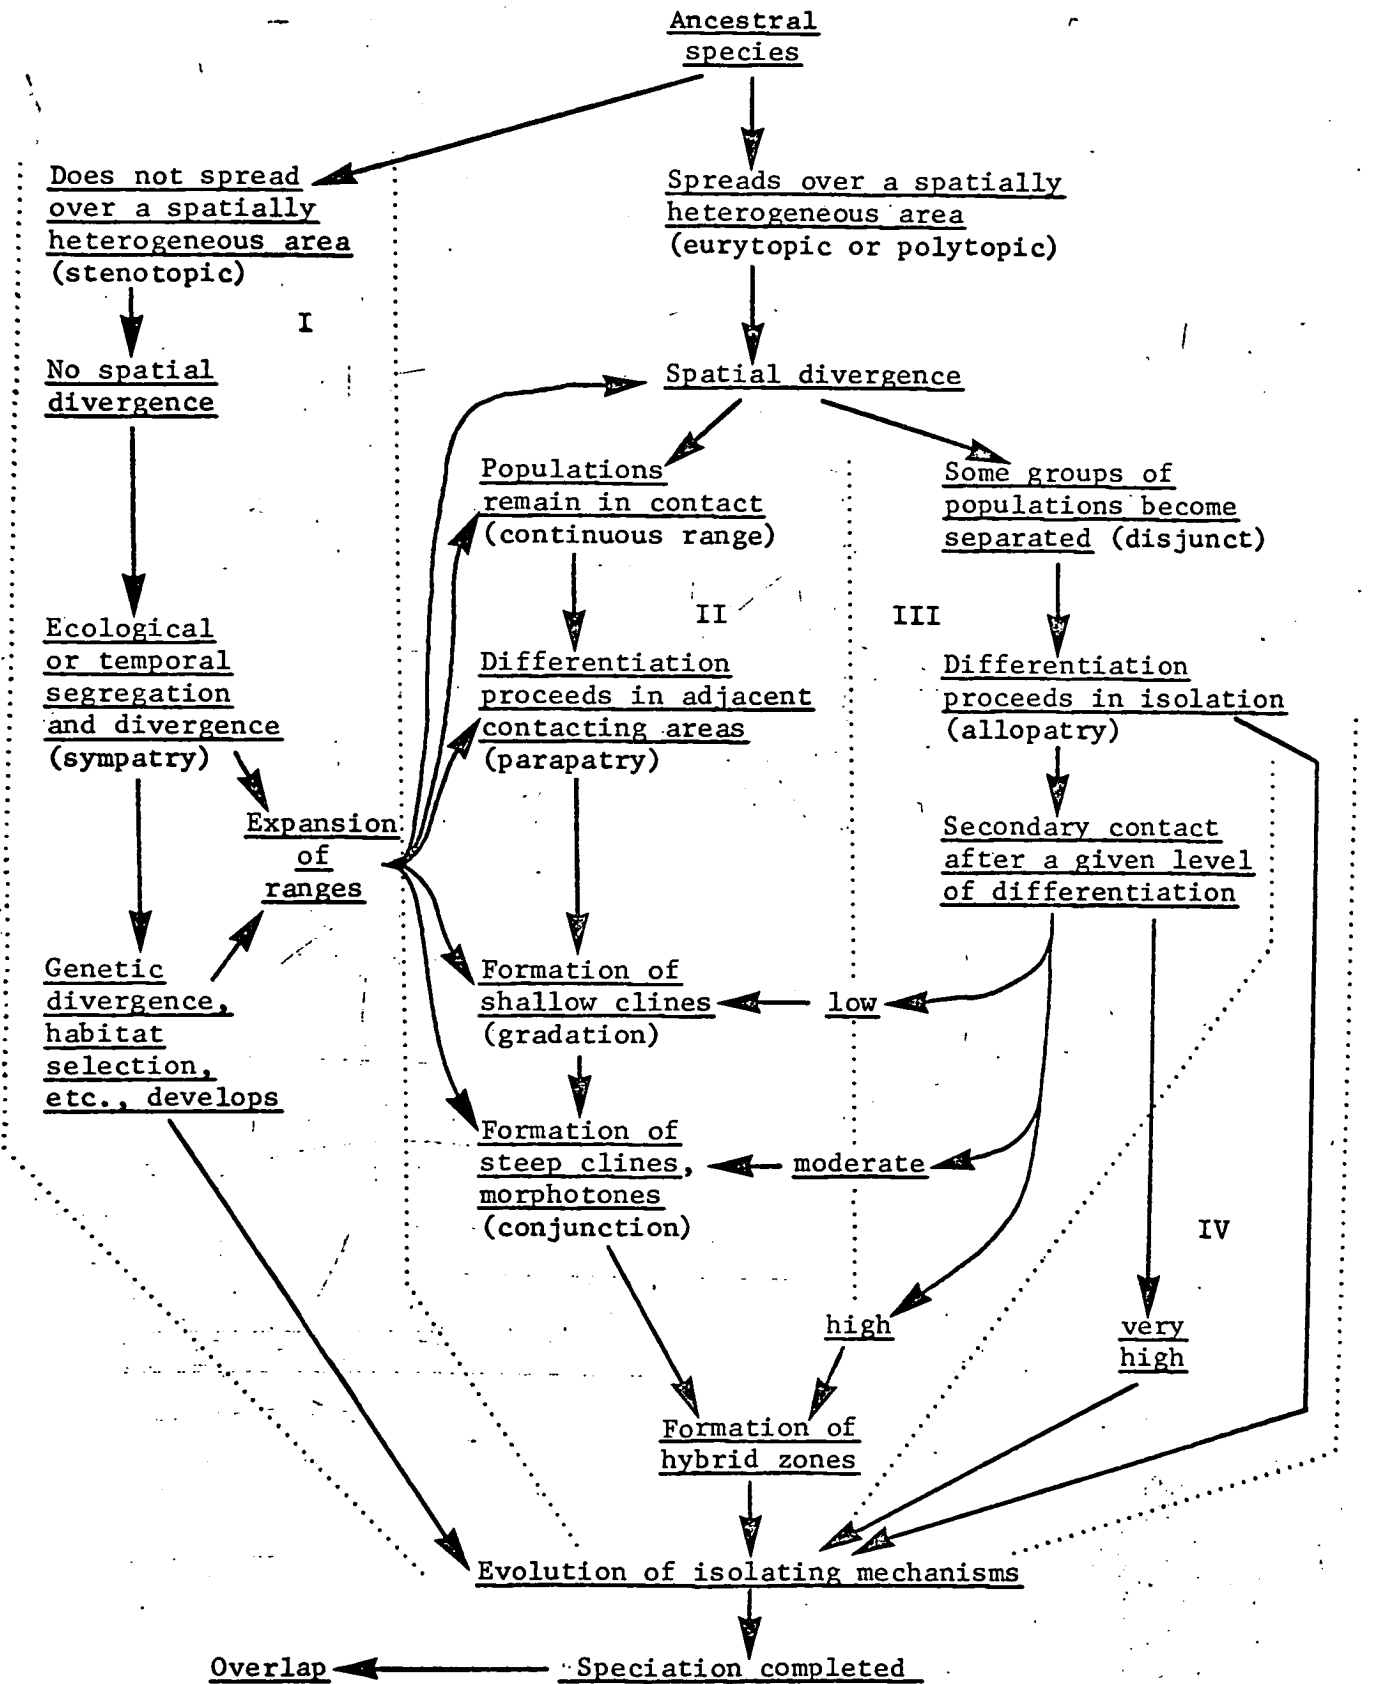 Ancestral
species
Does not spread
over a spatially
heterogeneous area
(stenotopic)
I
No spatial
divergence
Ecological
or temporal
segregation
and divergence
(sympatry)
Expansion
of
ranges
Genetic
divergence,
habitat
selection,
etc., develops
Spreads over a spatially
heterogeneous area
(eurytopic or polytopic)
Spatial divergence
Populations
remain in contact
(continuous range)
II
Differentiation
proceeds in adjacent
contacting areas
(parapatry)
Formation of
shallow clines
(gradation)
Formation of
steep clines,
morphotones
(conjunction)
Some groups of
populations become
separated (disjunct)
III
Differentiation
proceeds in isolation
(allopatry)
Secondary contact
after a given level
of differentiation
low
moderate
high
IV
very
high
Formation of
hybrid zones
Evolution of isolating mechanisms
Speciation completed
Overlap